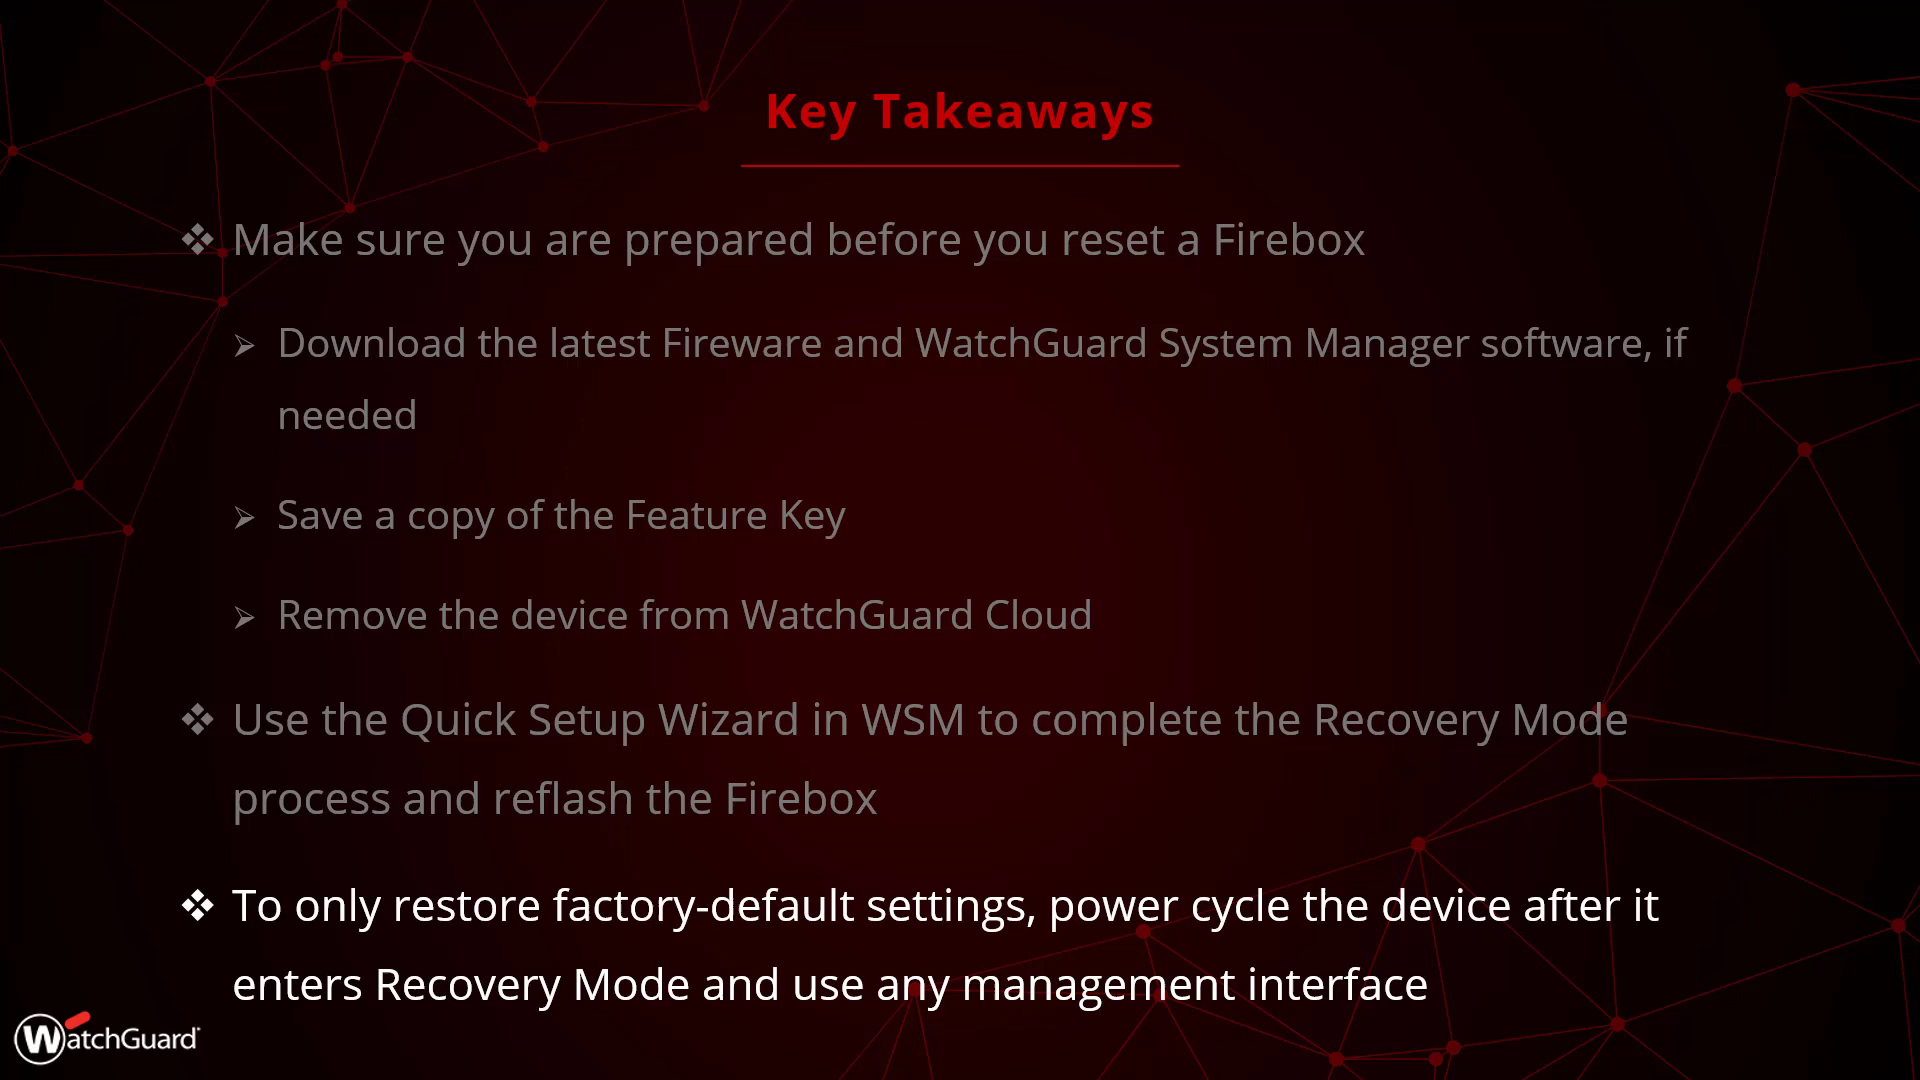 Key Takeaways
❖ Make sure you are prepared before you reset a Firebox
➢ Download the latest Fireware and WatchGuard System Manager software, if
needed
➢ Save a copy of the Feature Key
➢ Remove the device from WatchGuard Cloud
❖ Use the Quick Setup Wizard in WSM to complete the Recovery Mode
process and reflash the Firebox
❖ To only restore factory-default settings, power cycle the device after it
enters Recovery Mode and use any management interface
WatchGuard